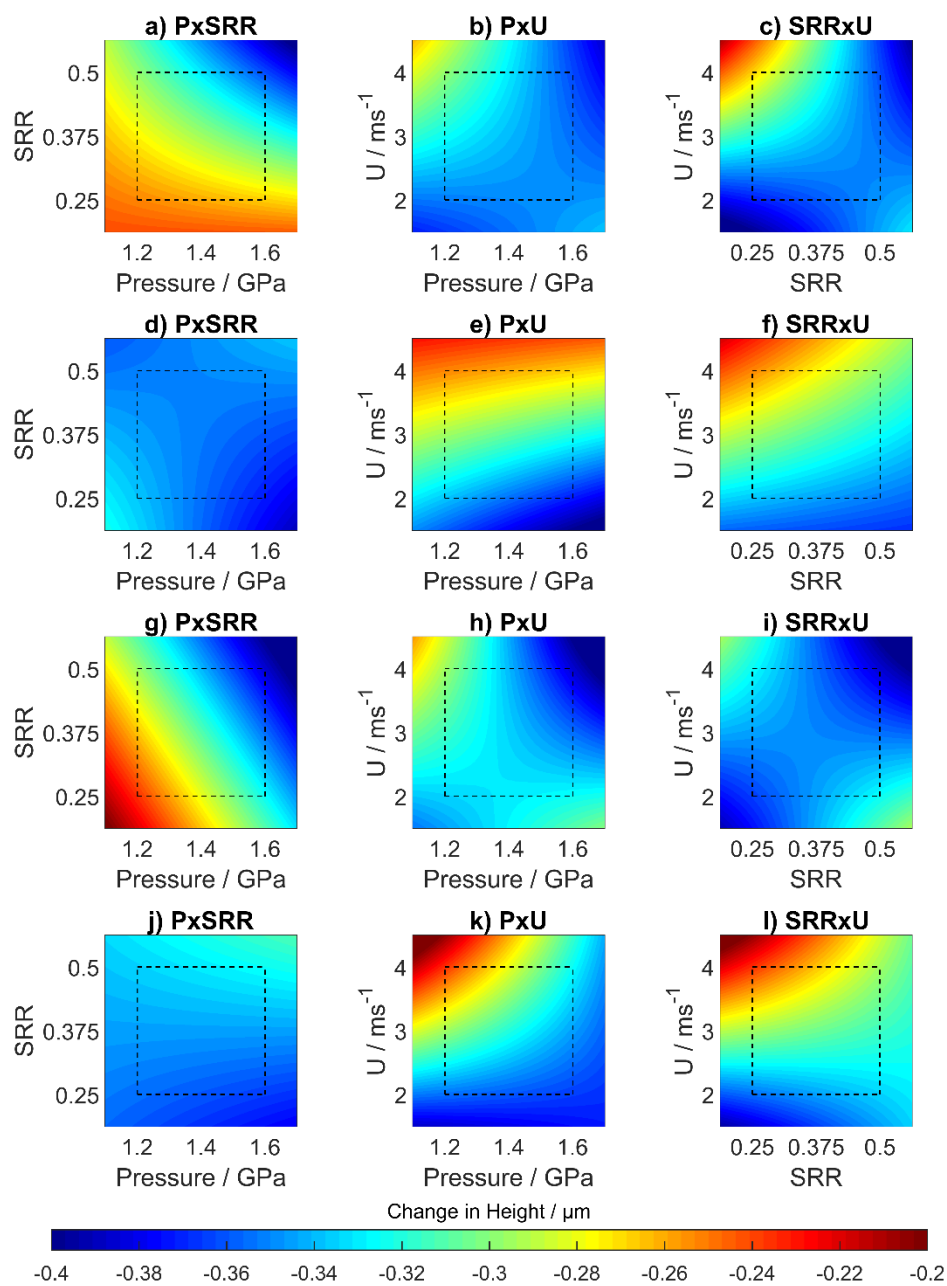 a) PxSRR
b) PxU
c) SRRxU
0.5
0.375
0.25
SRR
1.2 1.4 1.6
Pressure / GPa
4
3
2
U / ms⁻¹
1.2 1.4 1.6
Pressure / GPa
4
3
2
U / ms⁻¹
0.25 0.375 0.5
SRR
d) PxSRR
e) PxU
f) SRRxU
0.5
0.375
0.25
SRR
1.2 1.4 1.6
Pressure / GPa
4
3
2
U / ms⁻¹
1.2 1.4 1.6
Pressure / GPa
4
3
2
U / ms⁻¹
0.25 0.375 0.5
SRR
g) PxSRR
h) PxU
i) SRRxU
0.5
0.375
0.25
SRR
1.2 1.4 1.6
Pressure / GPa
4
3
2
U / ms⁻¹
1.2 1.4 1.6
Pressure / GPa
4
3
2
U / ms⁻¹
0.25 0.375 0.5
SRR
j) PxSRR
k) PxU
l) SRRxU
0.5
0.375
0.25
SRR
1.2 1.4 1.6
Pressure / GPa
4
3
2
U / ms⁻¹
1.2 1.4 1.6
Pressure / GPa
4
3
2
U / ms⁻¹
0.25 0.375 0.5
SRR
Change in Height / μm
-0.4 -0.38 -0.36 -0.34 -0.32 -0.3 -0.28 -0.26 -0.24 -0.22 -0.2